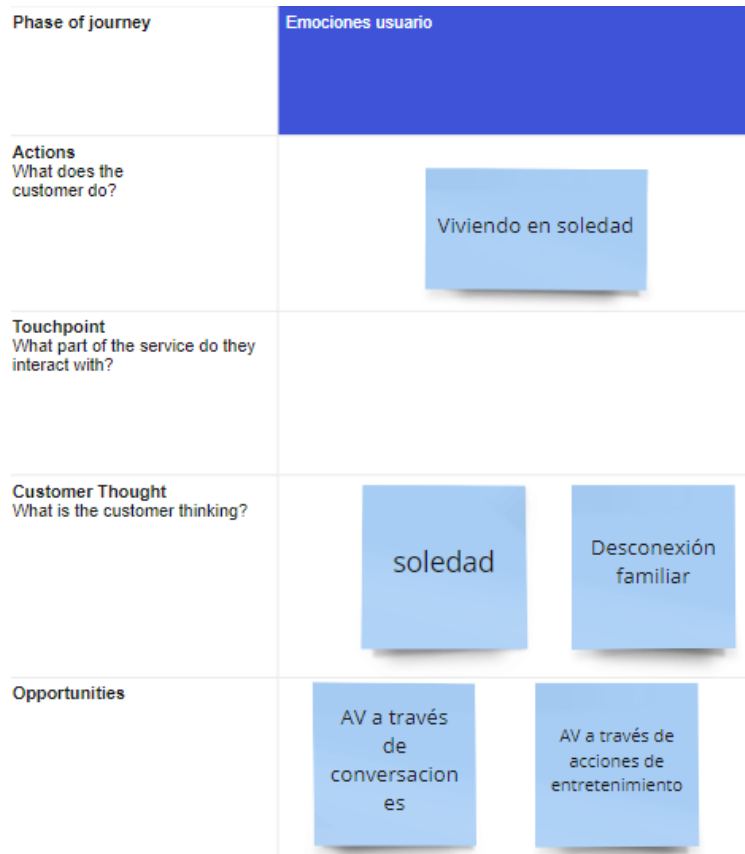 Phase of journey
Emociones usuario
Actions
What does the
customer do?
Viviendo en soledad
Touchpoint
What part of the service do they
interact with?
Customer Thought
What is the customer thinking?
soledad
Desconexión
familiar
Opportunities
AV a través
de
conversacion
es
AV a través de
acciones de
entretenimiento